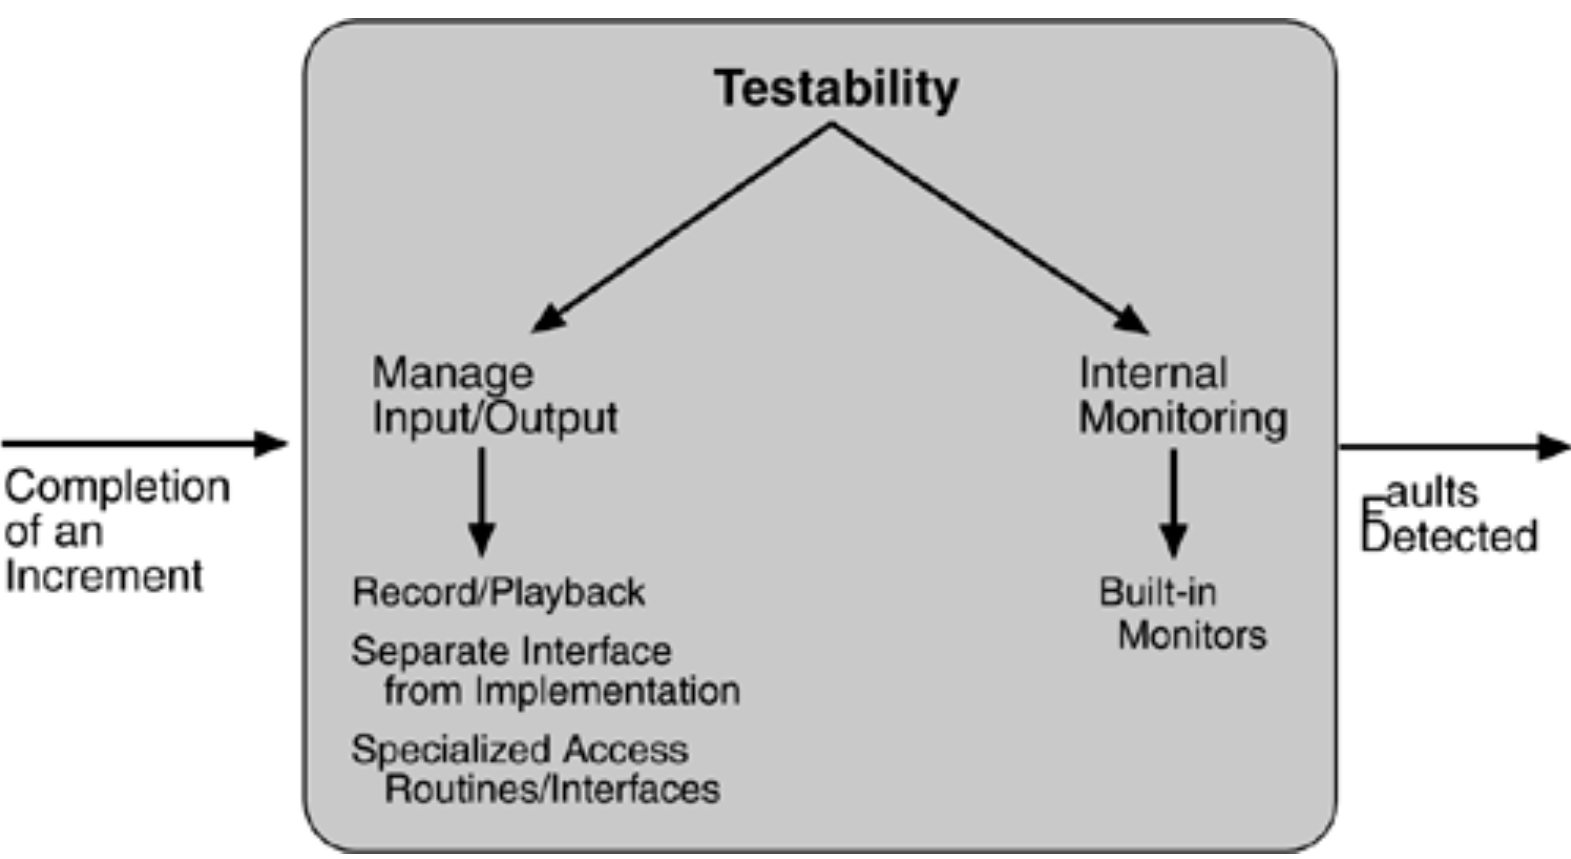 Testability
Manage
Input/Output
Internal
Monitoring
Completion
of an
Increment
Faults
Detected
Record/Playback
Separate Interface
from Implementation
Specialized Access
Routines/Interfaces
Built-in
Monitors